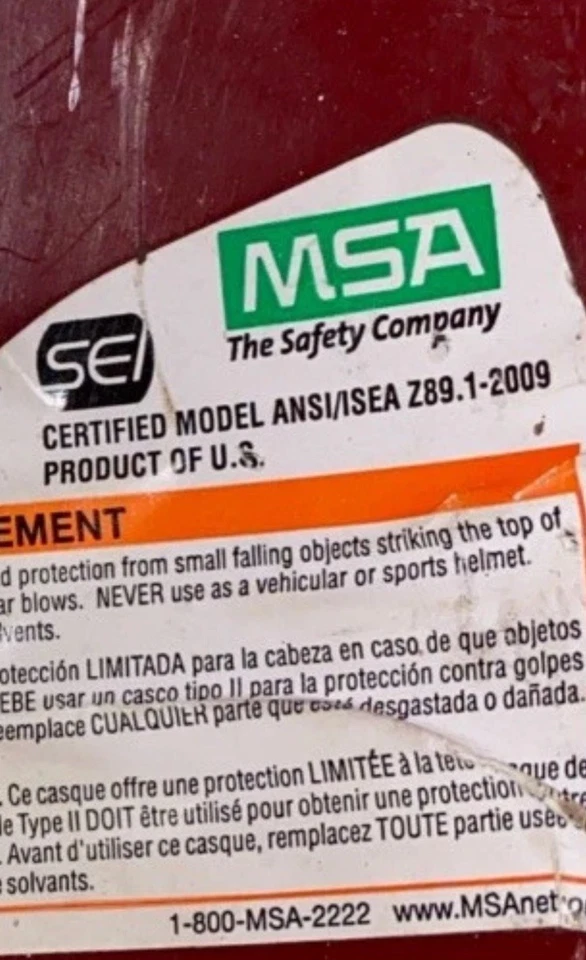 MSA
The Safety Company
SEI
CERTIFIED MODEL ANSI/ISEA Z89.1-2009
PRODUCT OF U.S.
EMENT
d protection from small falling objects striking the top of
ar blows. NEVER use as a vehicular or sports helmet.
lvents.
otección LIMITADA para la cabeza en caso de que objetos
EBE usar un casco tipo II para la protección contra golpes
eemplace CUALQUIER parte que esté desgastada o dañada.
. Ce casque offre une protection LIMITÉE à la de
le Type II DOIT être utilisé pour obtenir une protection
. Avant d'utiliser ce casque, remplacez TOUTE partie usée
solvants.
1-800-MSA-2222 www.MSAnet